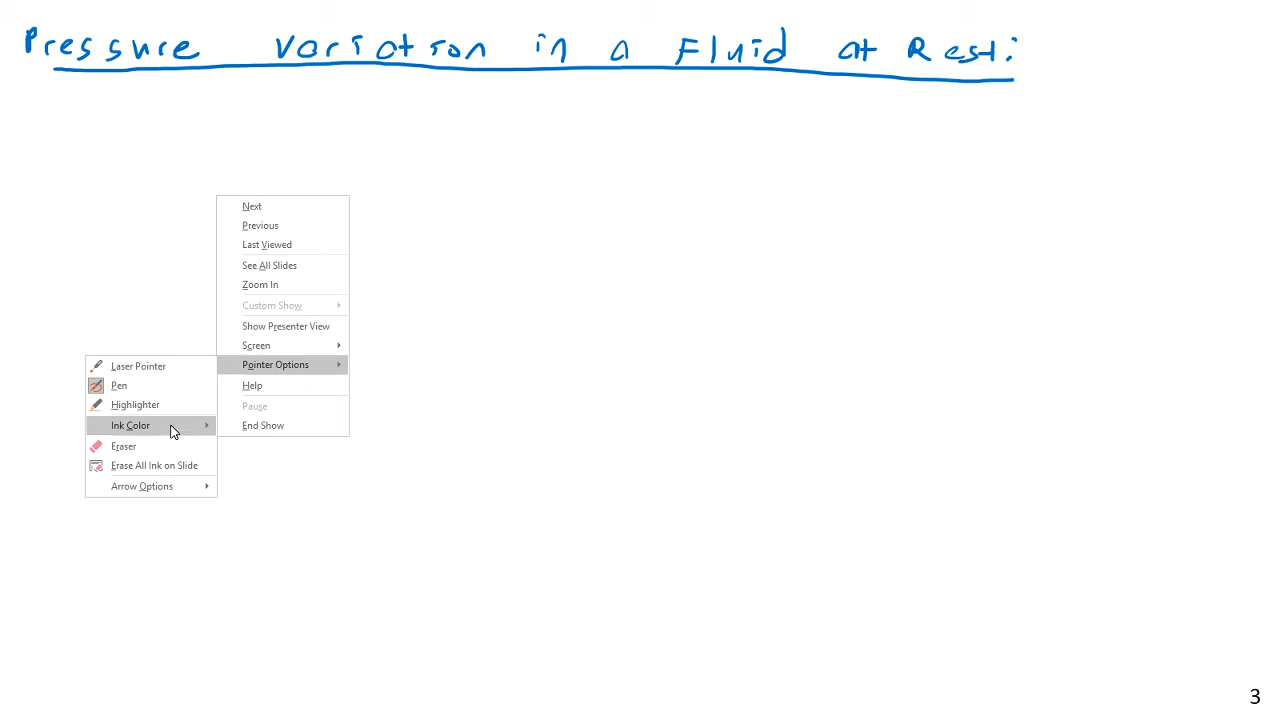 Pressure Variation in a Fluid at Rest:
Next
Previous
Last Viewed
See All Slides
Zoom In
Custom Show
Show Presenter View
Screen
Pointer Options
Help
Pause
End Show
Laser Pointer
Pen
Highlighter
Ink Color
Eraser
Erase All Ink on Slide
Arrow Options
3